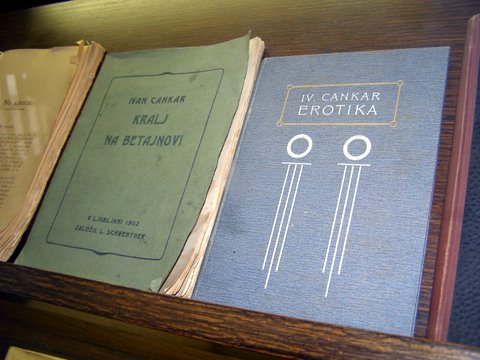 IVAN CANKAR
KRALJ
NA BETAJNOVI
V LJUBLJANI 1902
ZALOŽIL L. SCHWENTNER
IV. CANKAR
EROTIKA